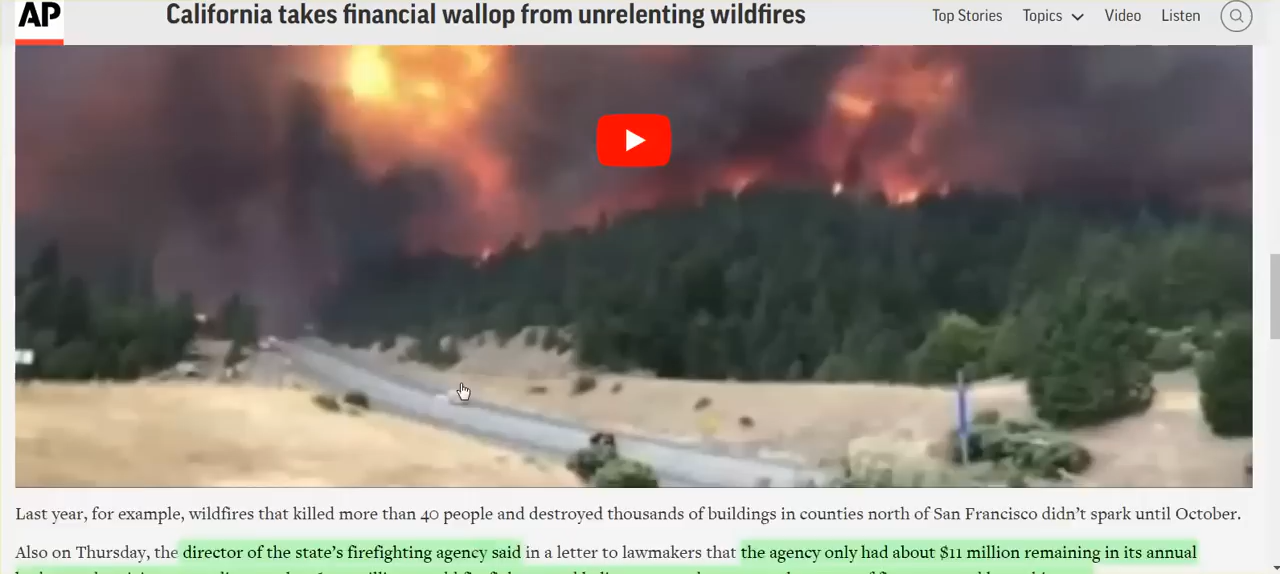 AP
California takes financial wallop from unrelenting wildfires
Top Stories Topics Video Listen
Last year, for example, wildfires that killed more than 40 people and destroyed thousands of buildings in counties north of San Francisco didn’t spark until October.
Also on Thursday, the director of the state’s firefighting agency said in a letter to lawmakers that the agency only had about $11 million remaining in its annual